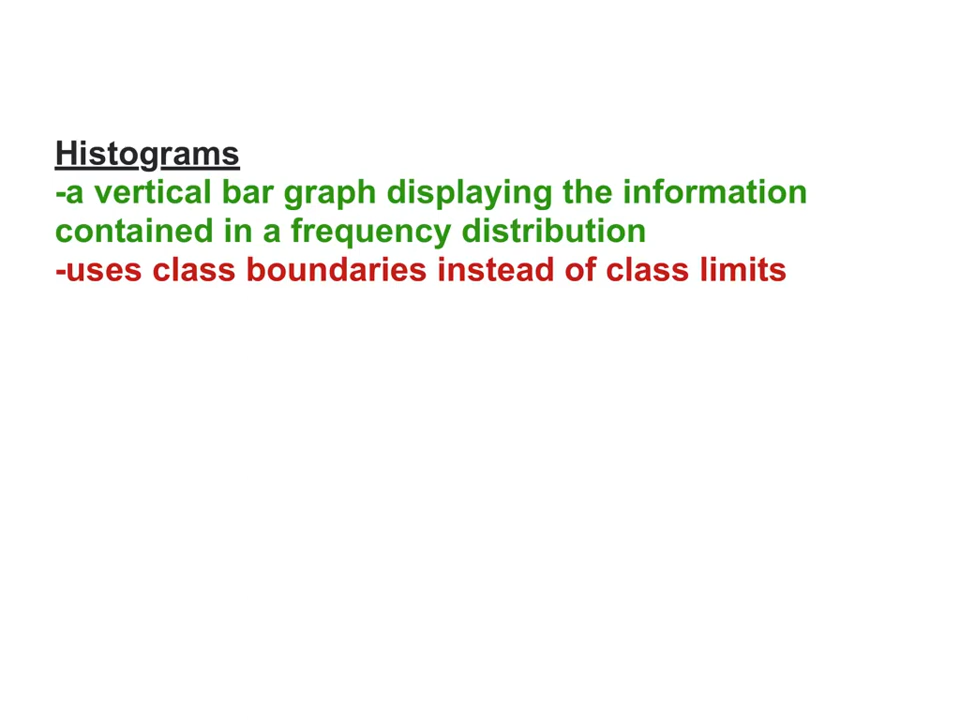 Histograms
-a vertical bar graph displaying the information
contained in a frequency distribution
-uses class boundaries instead of class limits